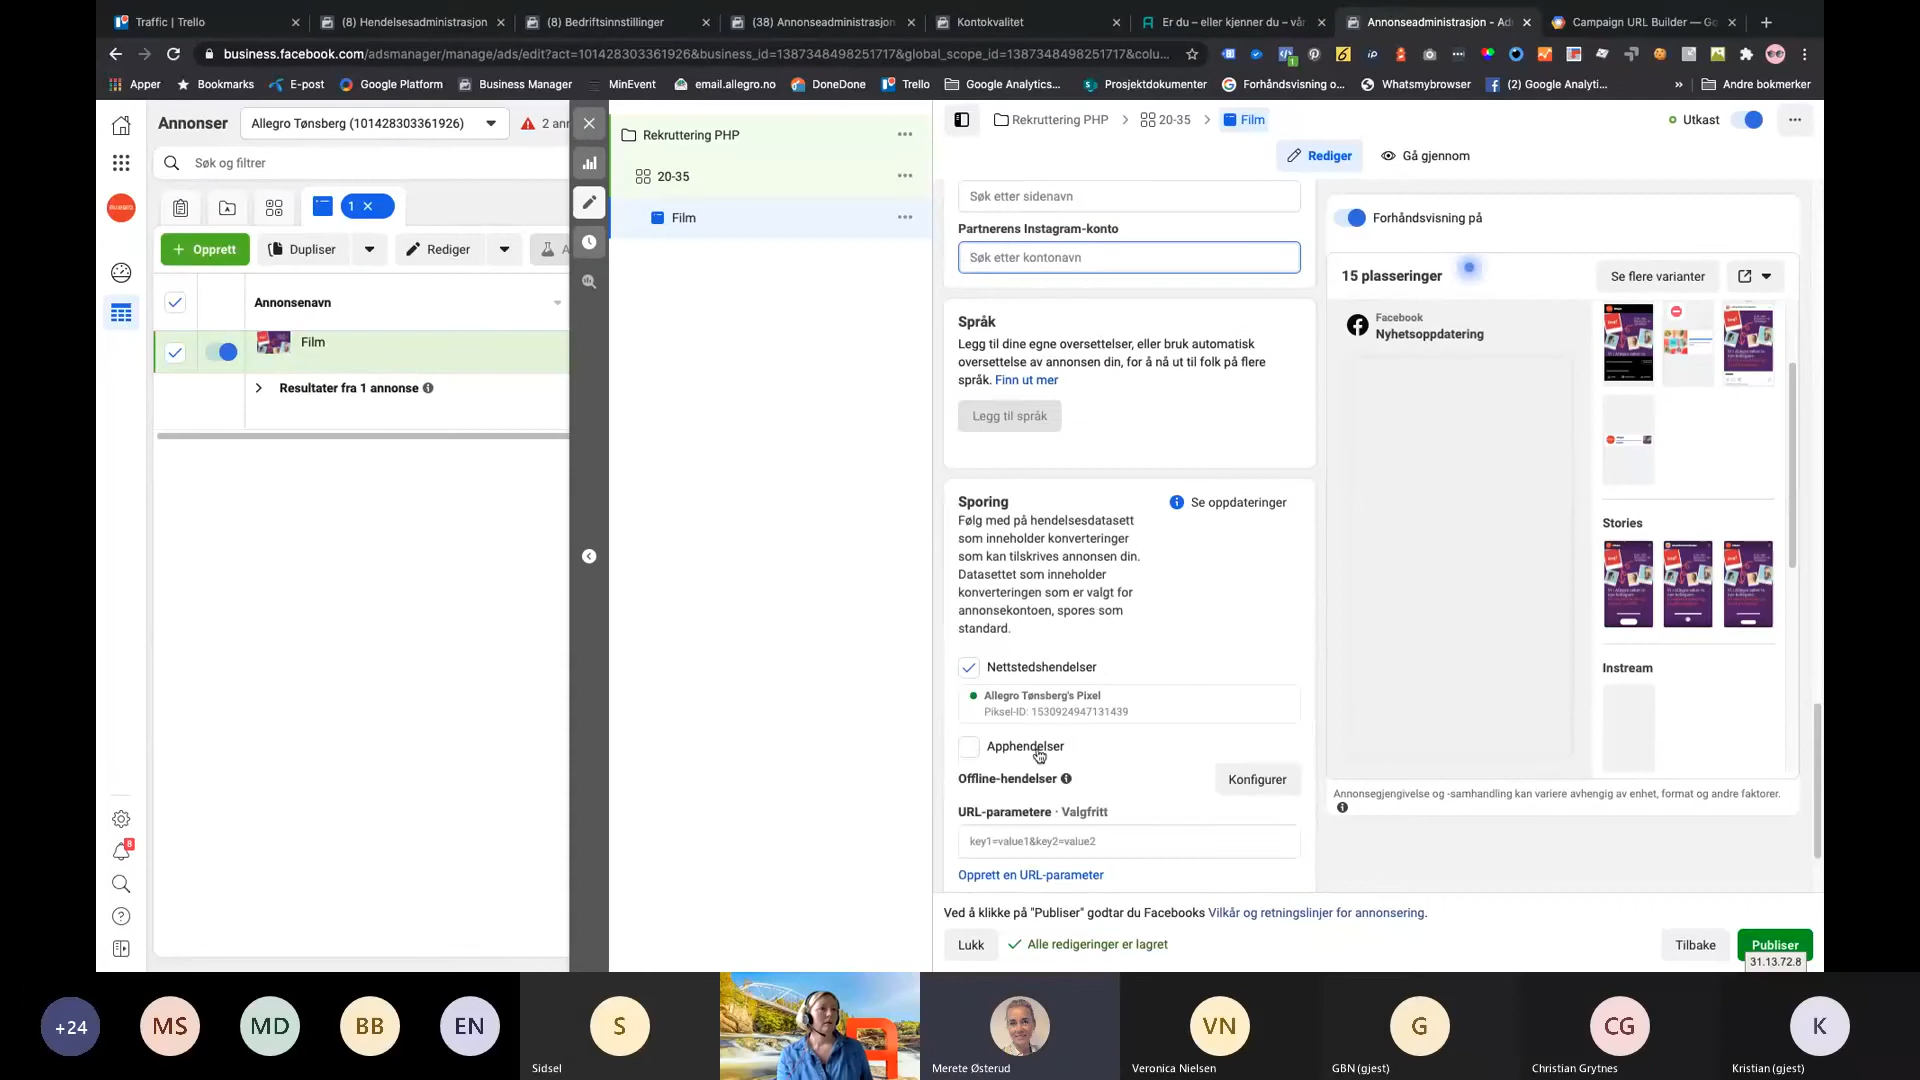 Traffic | Trello
(8) Hendelsesadministrasjon
(8) Bedriftsinnstillinger
(38) Annonseadministrasjon
Kontokvalitet
Er du – eller kjenner du – vår
Annonseadministrasjon - Ad
Campaign URL Builder — Go
business.facebook.com/adsmanager/manage/ads/edit?act=101428303361926&business_id=1387348498251717&global_scope_id=1387348498251717&colu...
Apper
Bookmarks
E-post
Google Platform
Business Manager
MinEvent
email.allegro.no
DoneDone
Trello
Google Analytics...
Prosjektdokumenter
Forhåndsvisning o...
Whatsmybrowser
(2) Google Analyti...
»
Andre bokmerker
Annonser
Allegro Tønsberg (101428303361926)
2 anr
Rekruttering PHP
Rekruttering PHP
20-35
Film
Utkast
Søk og filtrer
Rediger
Gå gjennom
20-35
Film
1
Opprett
Dupliser
Rediger
Annonsenavn
Film
Resultater fra 1 annonse
Søk etter sidenavn
Partnerens Instagram-konto
Søk etter kontonavn
Språk
Legg til dine egne oversettelser, eller bruk automatisk
oversettelse av annonsen din, for å nå ut til folk på flere
språk. Finn ut mer
Legg til språk
Sporing
Se oppdateringer
Følg med på hendelsesdatasett
som inneholder konverteringer
som kan tilskrives annonsen din.
Datasettet som inneholder
konverteringen som er valgt for
annonsekontoen, spores som
standard.
Nettstedshendelser
Allegro Tønsberg's Pixel
Piksel-ID: 1530924947131439
Apphendelser
Offline-hendelser
Konfigurer
URL-parametere · Valgfritt
key1=value1&key2=value2
Opprett en URL-parameter
Forhåndsvisning på
15 plasseringer
Se flere varianter
Facebook
Nyhetsoppdatering
Stories
Instream
Annonsegjengivelse og -samhandling kan variere avhengig av enhet, format og andre faktorer.
Ved å klikke på "Publiser" godtar du Facebooks Vilkår og retningslinjer for annonsering.
Lukk
Alle redigeringer er lagret
Tilbake
Publiser
31.13.72.8
8
+24
MS
MD
BB
EN
S
VN
G
CG
K
Sidsel
Merete Østerud
Veronica Nielsen
GBN (gjest)
Christian Grytnes
Kristian (gjest)